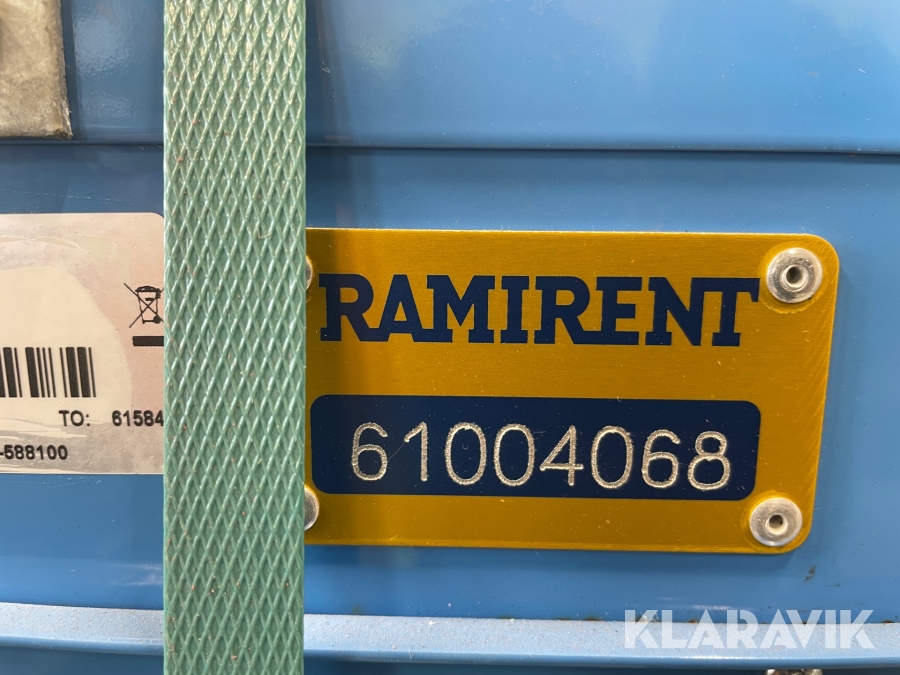 RAMIRENT
61004068
TO: 61584
-588100
KLARAVIK